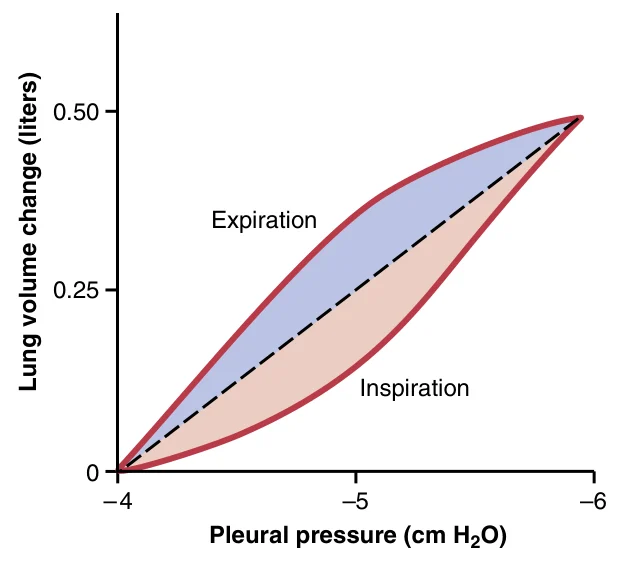 Lung volume change (liters)
0.50
0.25
0
Expiration
Inspiration
–4
–5
–6
Pleural pressure (cm H₂O)